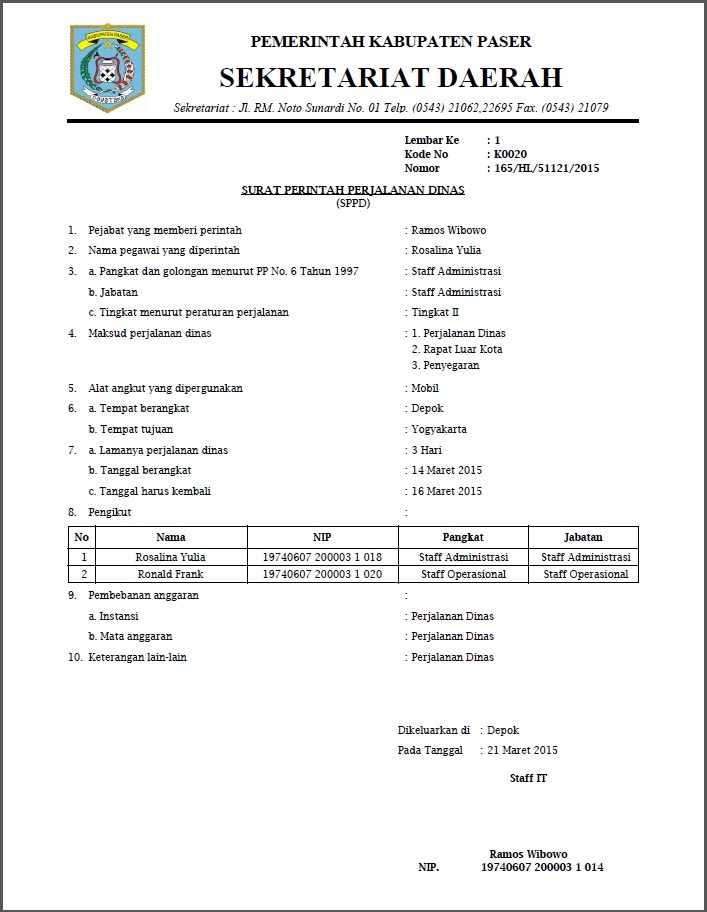 KABUPATEN PASER
PEMERINTAH KABUPATEN PASER
SEKRETARIAT DAERAH
Sekretariat : Jl. RM. Noto Sunardi No. 01 Telp. (0543) 21062,22695 Fax. (0543) 21079
Lembar Ke : 1
Kode No : K0020
Nomor : 165/HL/51121/2015
SURAT PERINTAH PERJALANAN DINAS
(SPPD)
1. Pejabat yang memberi perintah : Ramos Wibowo
2. Nama pegawai yang diperintah : Rosalina Yulia
3. a. Pangkat dan golongan menurut PP No. 6 Tahun 1997 : Staff Administrasi
b. Jabatan : Staff Administrasi
c. Tingkat menurut peraturan perjalanan : Tingkat II
4. Maksud perjalanan dinas : 1. Perjalanan Dinas
2. Rapat Luar Kota
3. Penyegaran
5. Alat angkut yang dipergunakan : Mobil
6. a. Tempat berangkat : Depok
b. Tempat tujuan : Yogyakarta
7. a. Lamanya perjalanan dinas : 3 Hari
b. Tanggal berangkat : 14 Maret 2015
c. Tanggal harus kembali : 16 Maret 2015
8. Pengikut :
No Nama NIP Pangkat Jabatan
1 Rosalina Yulia 19740607 200003 1 018 Staff Administrasi Staff Administrasi
2 Ronald Frank 19740607 200003 1 020 Staff Operasional Staff Operasional
9. Pembebanan anggaran :
a. Instansi : Perjalanan Dinas
b. Mata anggaran : Perjalanan Dinas
10. Keterangan lain-lain : Perjalanan Dinas
Dikeluarkan di : Depok
Pada Tanggal : 21 Maret 2015
Staff IT
Ramos Wibowo
NIP. 19740607 200003 1 014